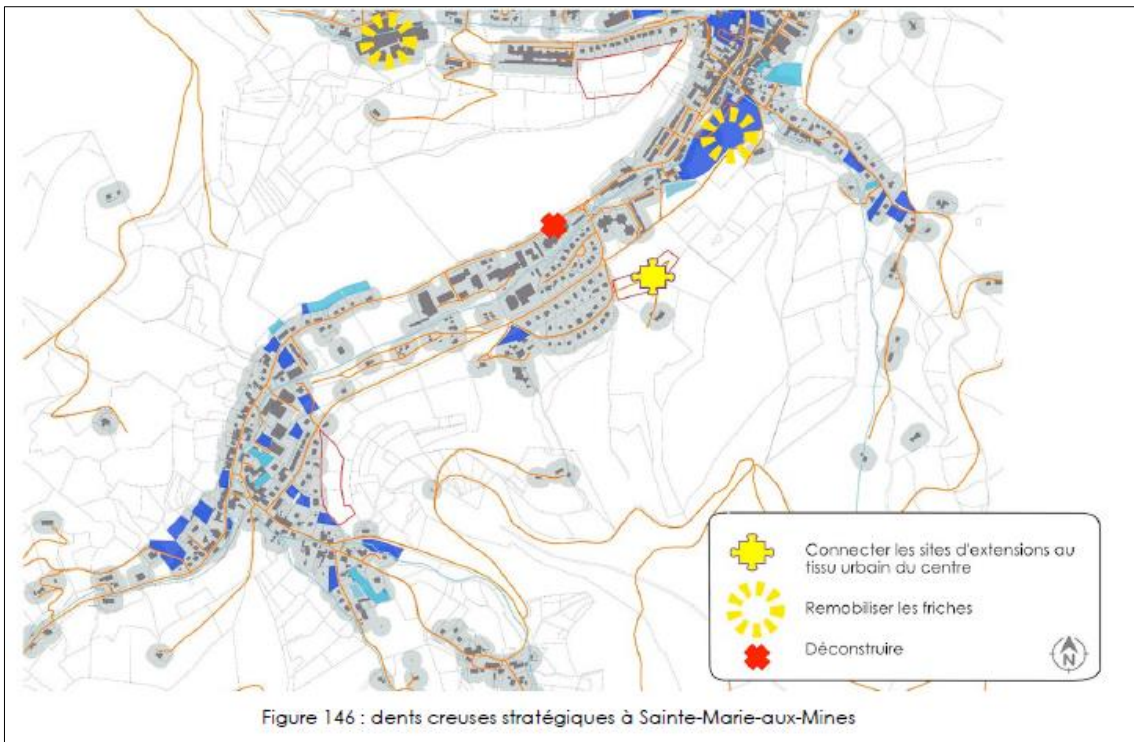 Connecter les sites d'extensions au
tissu urbain du centre
Remobiliser les friches
Déconstruire
N
Figure 146 : dents creuses stratégiques à Sainte-Marie-aux-Mines